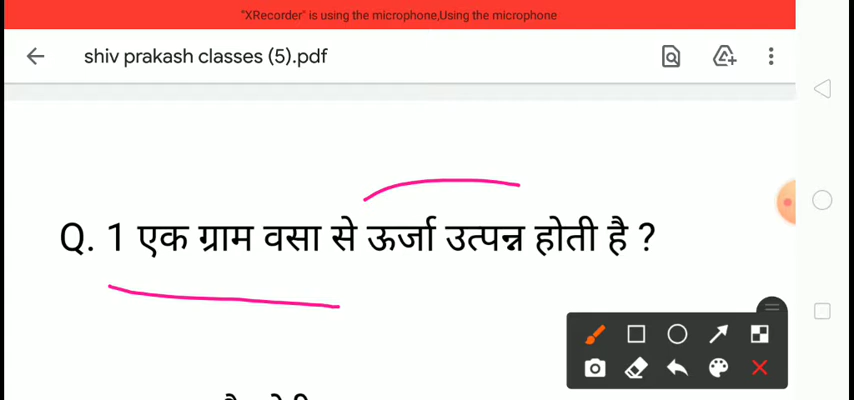 "XRecorder" is using the microphone,Using the microphone
shiv prakash classes (5).pdf
Q. 1 एक ग्राम वसा से ऊर्जा उत्पन्न होती है ?